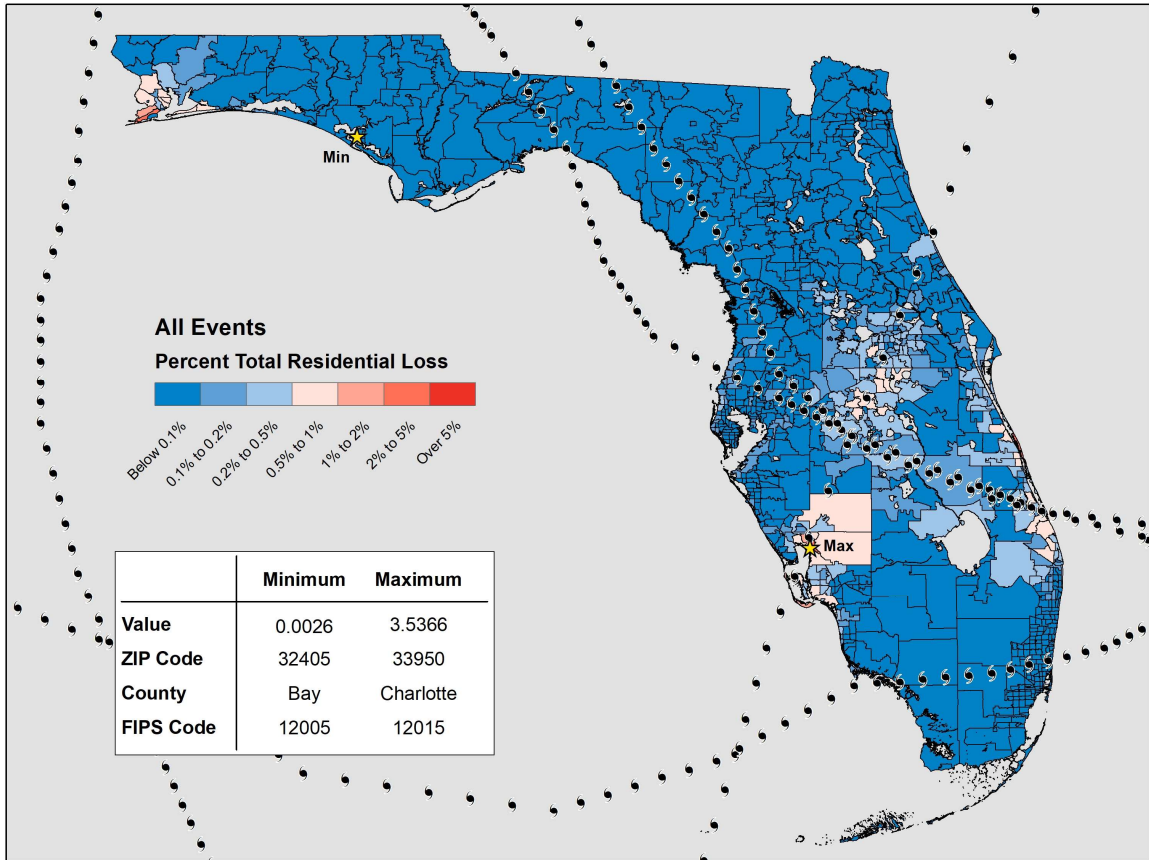 Min
All Events
Percent Total Residential Loss
Below 0.1%
0.1% to 0.2%
0.2% to 0.5%
0.5% to 1%
1% to 2%
2% to 5%
Over 5%
Max
Minimum Maximum
Value 0.0026 3.5366
ZIP Code 32405 33950
County Bay Charlotte
FIPS Code 12005 12015